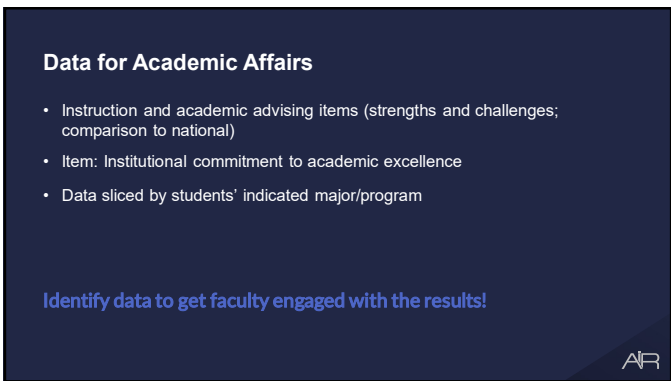 Data for Academic Affairs
• Instruction and academic advising items (strengths and challenges;
comparison to national)
• Item: Institutional commitment to academic excellence
• Data sliced by students’ indicated major/program
Identify data to get faculty engaged with the results!
AIR